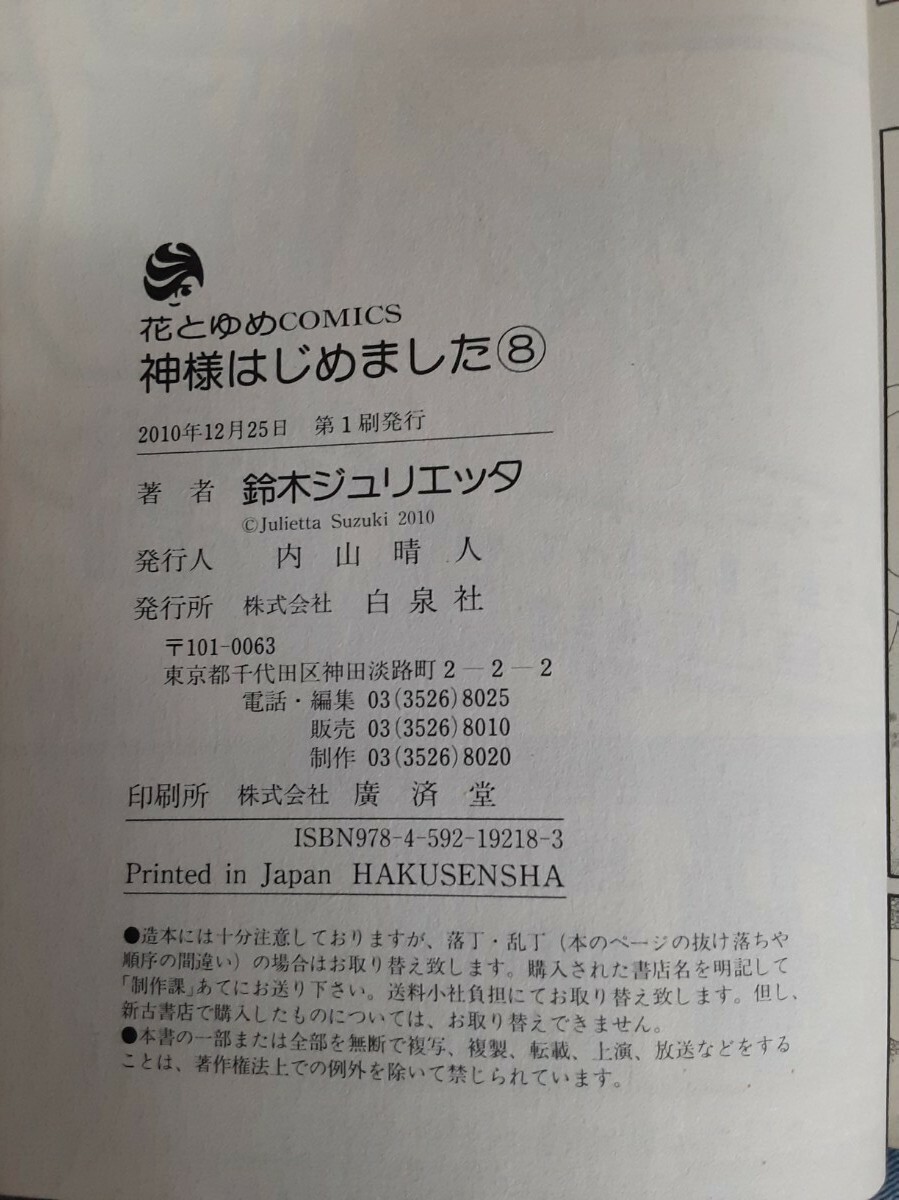 花とゆめCOMICS
神様はじめました⑧
2010年12月25日　第1刷発行
著　者　鈴木ジュリエッタ
©Julietta Suzuki 2010
発行人　内　山　晴　人
発行所　株式会社　白　泉　社
〒101-0063
東京都千代田区神田淡路町2－2－2
電話・編集 03(3526)8025
販売 03(3526)8010
制作 03(3526)8020
印刷所　株式会社　廣　済　堂
ISBN978-4-592-19218-3
Printed in Japan HAKUSENSHA
●造本には十分注意しておりますが、落丁・乱丁（本のページの抜け落ちや
順序の間違い）の場合はお取り替え致します。購入された書店名を明記して
「制作課」あてにお送り下さい。送料小社負担にてお取り替え致します。但し、
新古書店で購入したものについては、お取り替えできません。
●本書の一部または全部を無断で複写、複製、転載、上演、放送などをする
ことは、著作権法上での例外を除いて禁じられています。